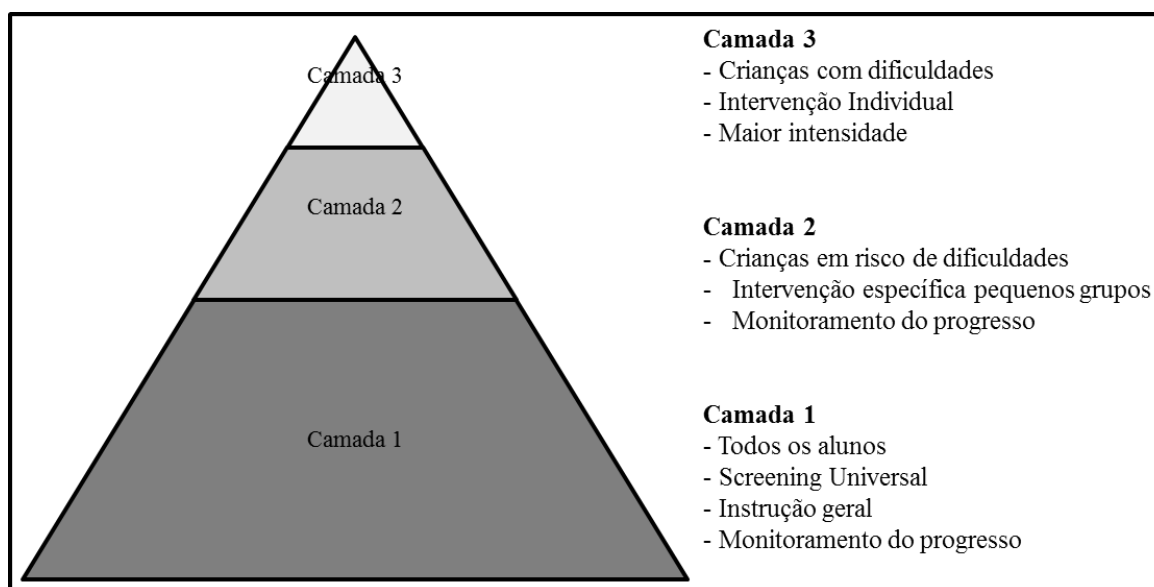 Camada 3
Camada 2
Camada 1
Camada 3
- Crianças com dificuldades
- Intervenção Individual
- Maior intensidade
Camada 2
- Crianças em risco de dificuldades
- Intervenção específica pequenos grupos
- Monitoramento do progresso
Camada 1
- Todos os alunos
- Screening Universal
- Instrução geral
- Monitoramento do progresso